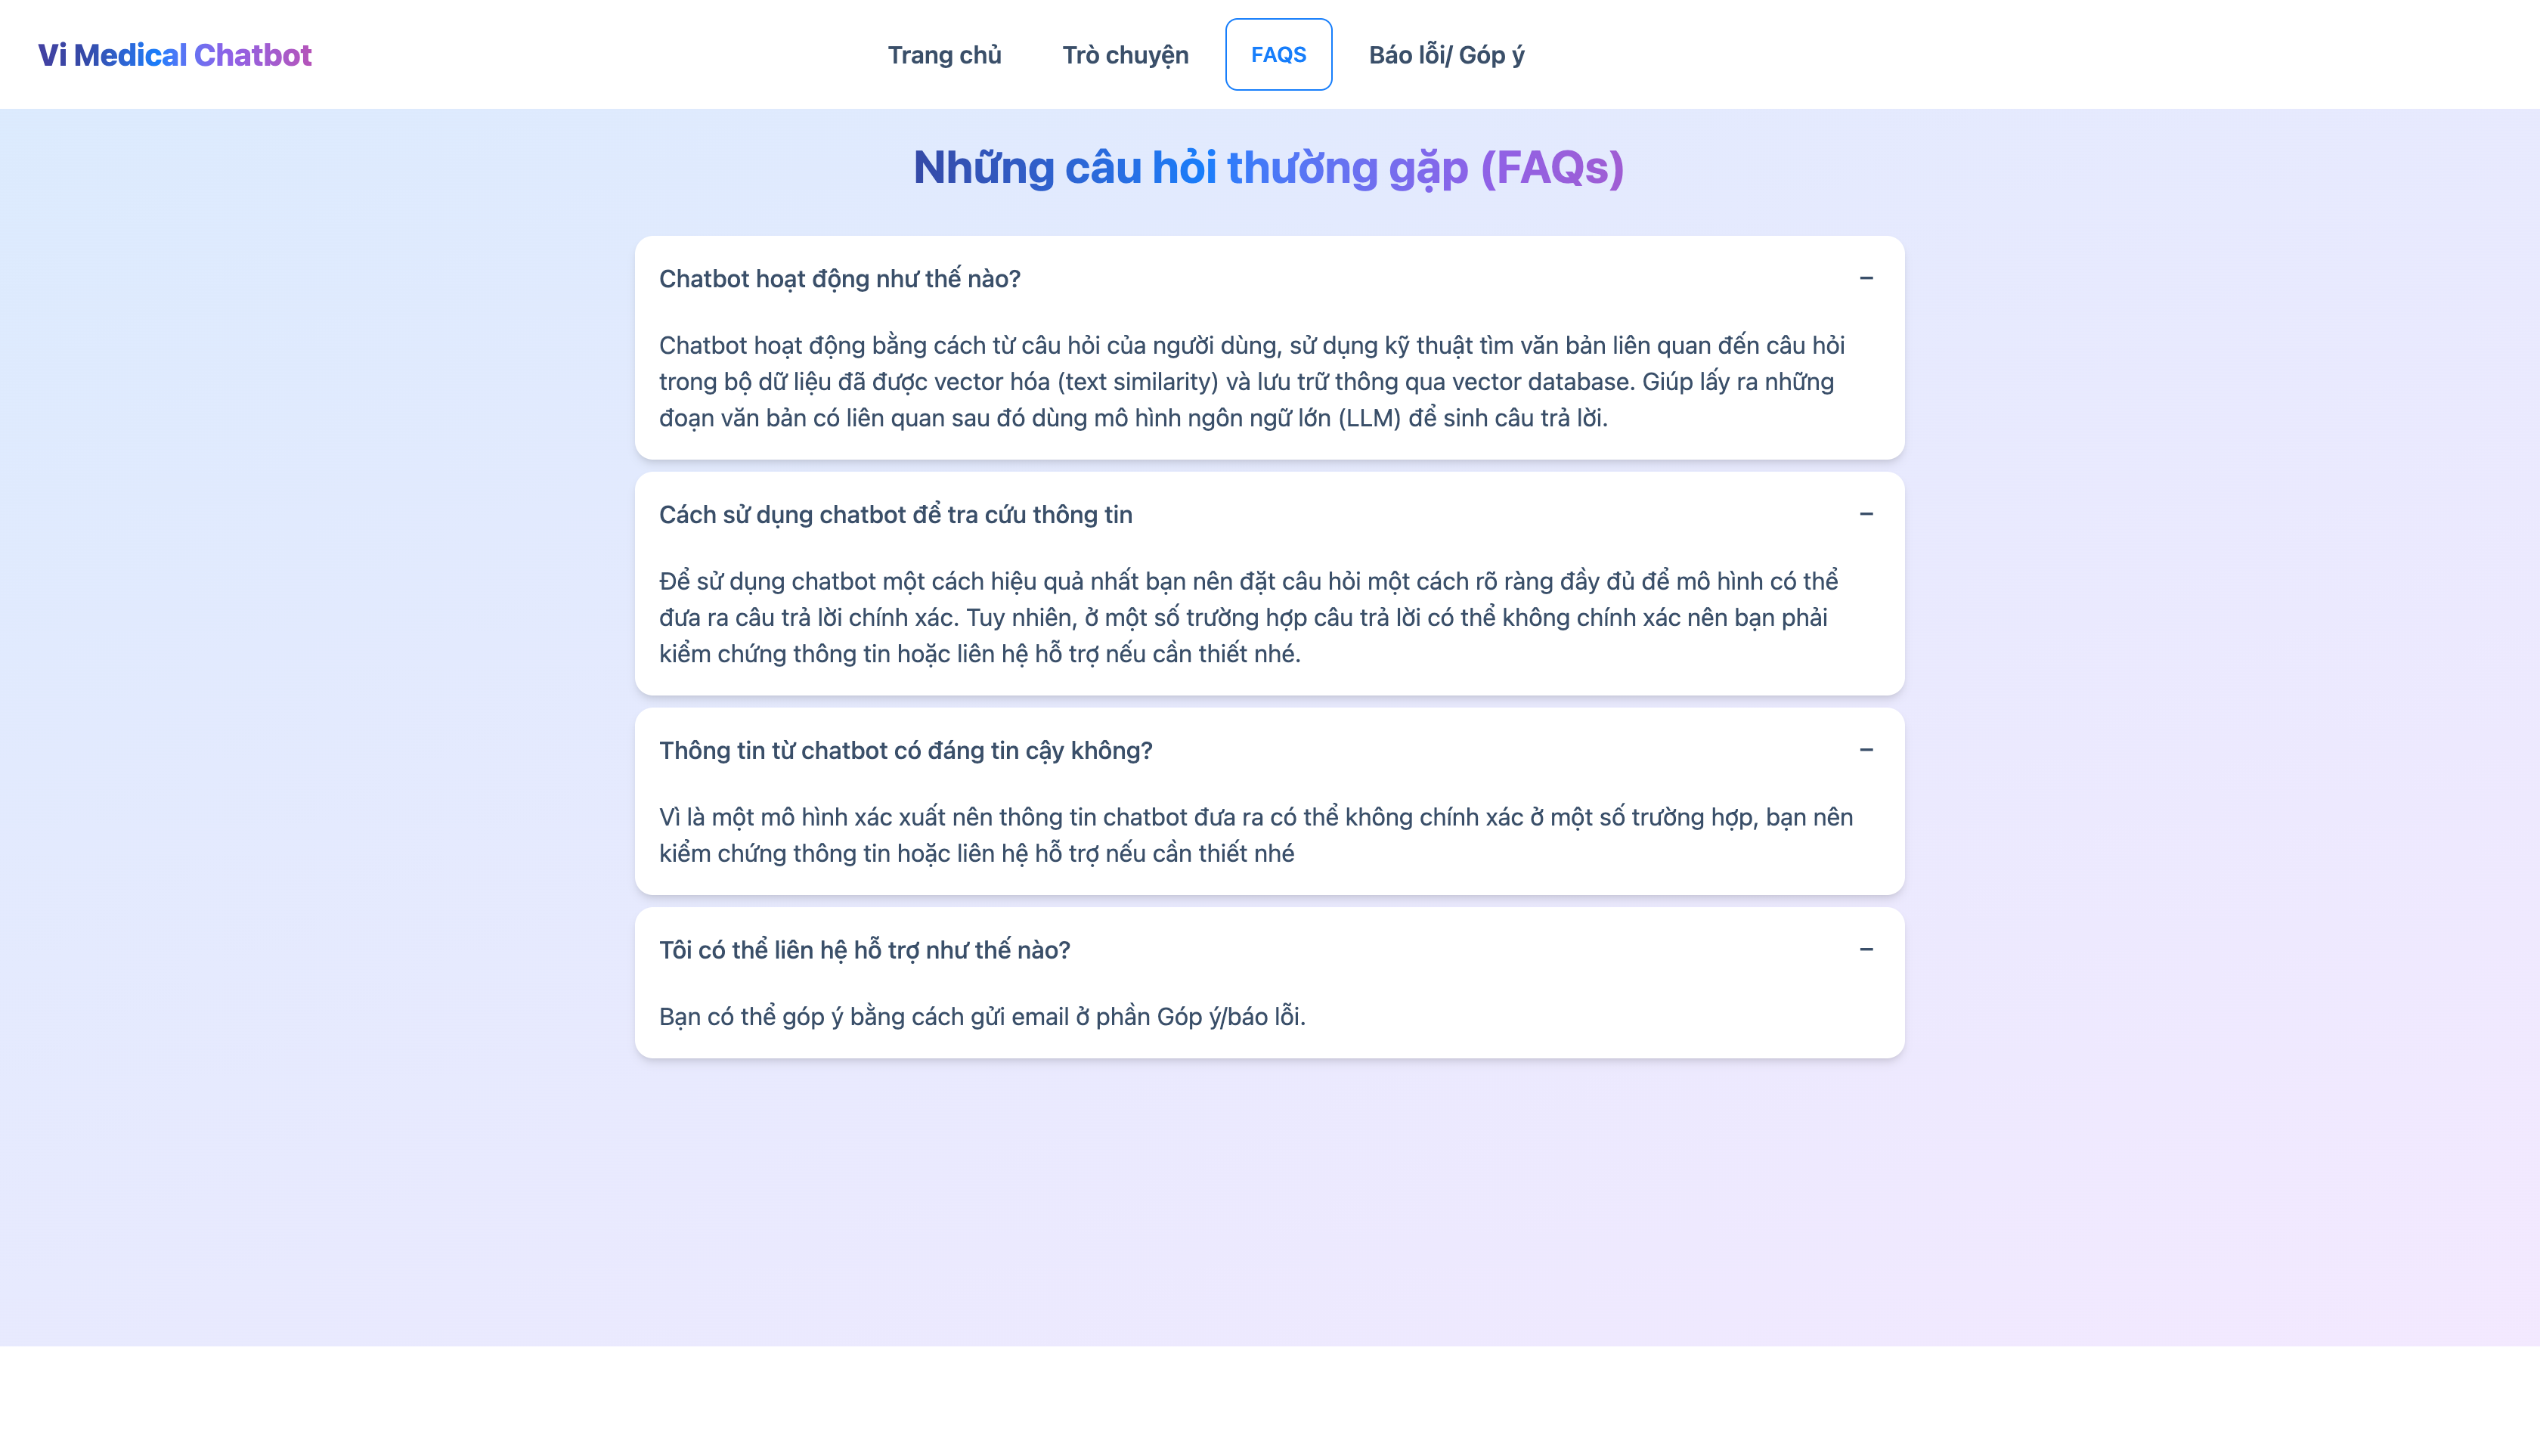 Vi Medical Chatbot
Trang chủ
Trò chuyện
FAQS
Báo lỗi/ Góp ý
Những câu hỏi thường gặp (FAQs)
Chatbot hoạt động như thế nào?
Chatbot hoạt động bằng cách từ câu hỏi của người dùng, sử dụng kỹ thuật tìm văn bản liên quan đến câu hỏi
trong bộ dữ liệu đã được vector hóa (text similarity) và lưu trữ thông qua vector database. Giúp lấy ra những
đoạn văn bản có liên quan sau đó dùng mô hình ngôn ngữ lớn (LLM) để sinh câu trả lời.
Cách sử dụng chatbot để tra cứu thông tin
Để sử dụng chatbot một cách hiệu quả nhất bạn nên đặt câu hỏi một cách rõ ràng đầy đủ để mô hình có thể
đưa ra câu trả lời chính xác. Tuy nhiên, ở một số trường hợp câu trả lời có thể không chính xác nên bạn phải
kiểm chứng thông tin hoặc liên hệ hỗ trợ nếu cần thiết nhé.
Thông tin từ chatbot có đáng tin cậy không?
Vì là một mô hình xác xuất nên thông tin chatbot đưa ra có thể không chính xác ở một số trường hợp, bạn nên
kiểm chứng thông tin hoặc liên hệ hỗ trợ nếu cần thiết nhé
Tôi có thể liên hệ hỗ trợ như thế nào?
Bạn có thể góp ý bằng cách gửi email ở phần Góp ý/báo lỗi.